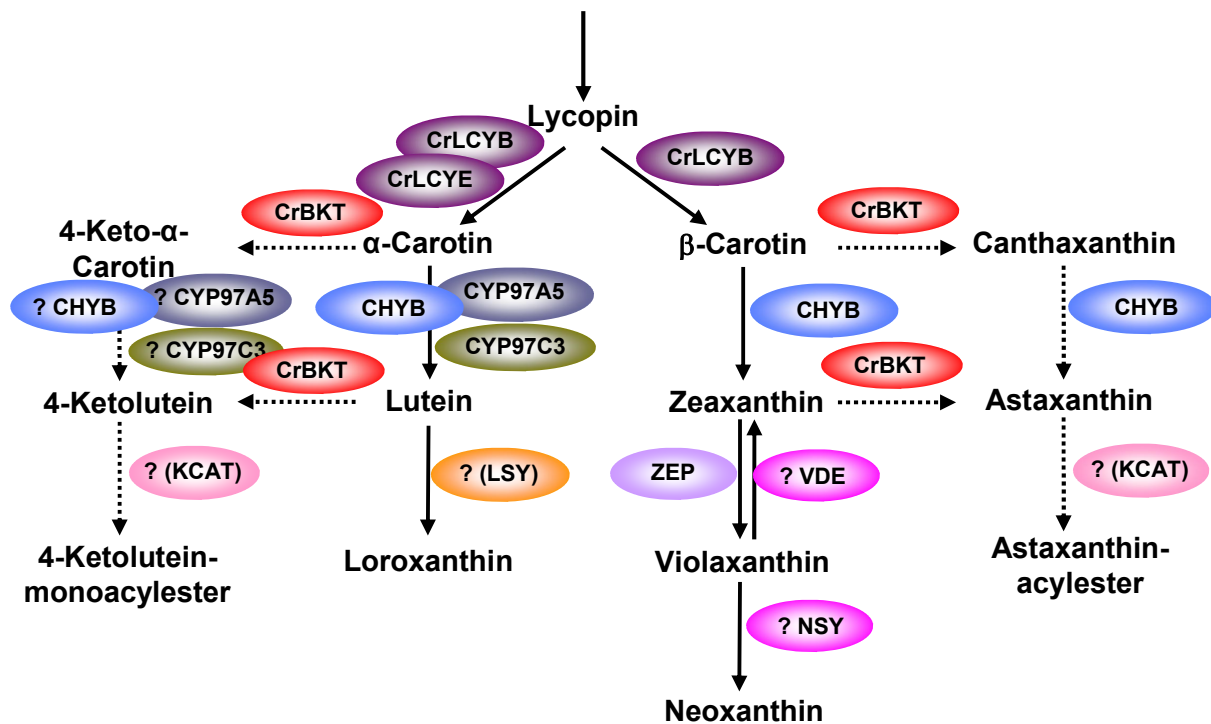 Lycopin
CrLCYB
CrLCYB
CrLCYE
CrBKT
CrBKT
4-Keto-α-
Carotin
α-Carotin
β-Carotin
Canthaxanthin
? CHYB
? CYP97A5
CHYB
CYP97A5
CHYB
CHYB
? CYP97C3
CYP97C3
CrBKT
CrBKT
4-Ketolutein
Lutein
Zeaxanthin
Astaxanthin
? (KCAT)
? (LSY)
ZEP
? VDE
? (KCAT)
4-Ketolutein-
monoacylester
Loroxanthin
Violaxanthin
Astaxanthin-
acylester
? NSY
Neoxanthin